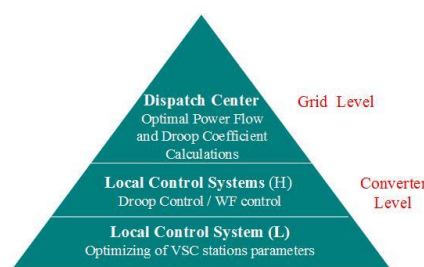 Dispatch Center
Grid Level
Optimal Power Flow
and Droop Coefficient
Calculations
Local Control Systems (H)
Droop Control / WF control
Converter
Level
Local Control System (L)
Optimizing of VSC stations parameters